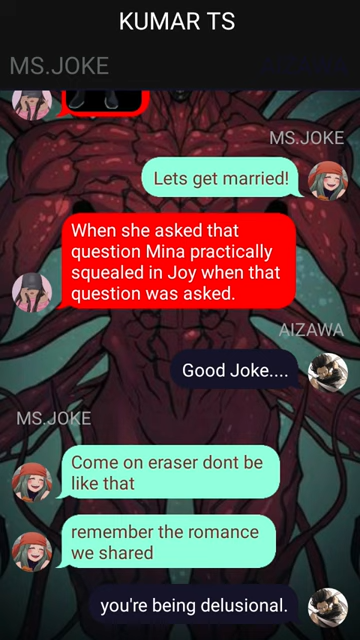 KUMAR TS
MS.JOKE
MS.JOKE
Lets get married!
When she asked that
question Mina practically
squealed in Joy when that
question was asked.
AIZAWA
Good Joke....
MS.JOKE
Come on eraser dont be
like that
remember the romance
we shared
you're being delusional.